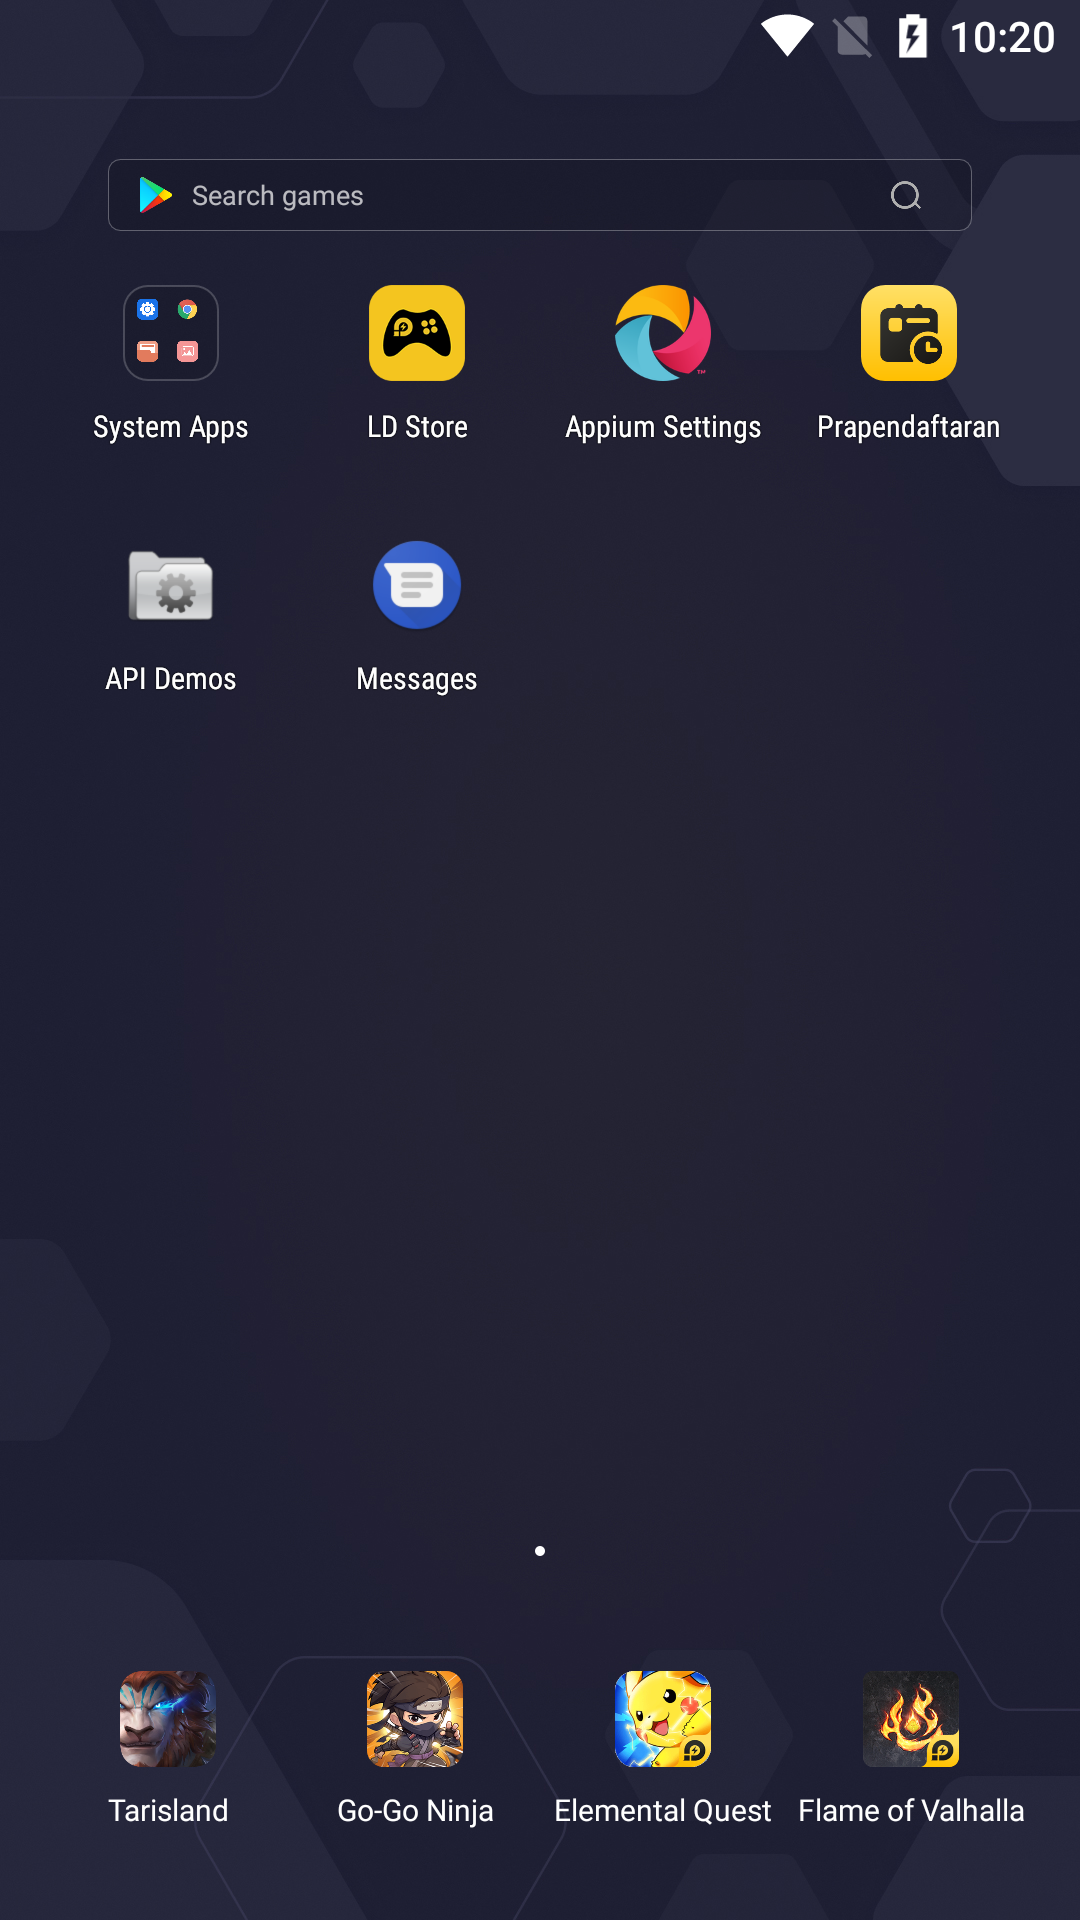 10:20
Search games
System Apps
LD Store
Appium Settings
Prapendaftaran
API Demos
Messages
Tarisland
Go-Go Ninja
Elemental Quest
Flame of Valhalla